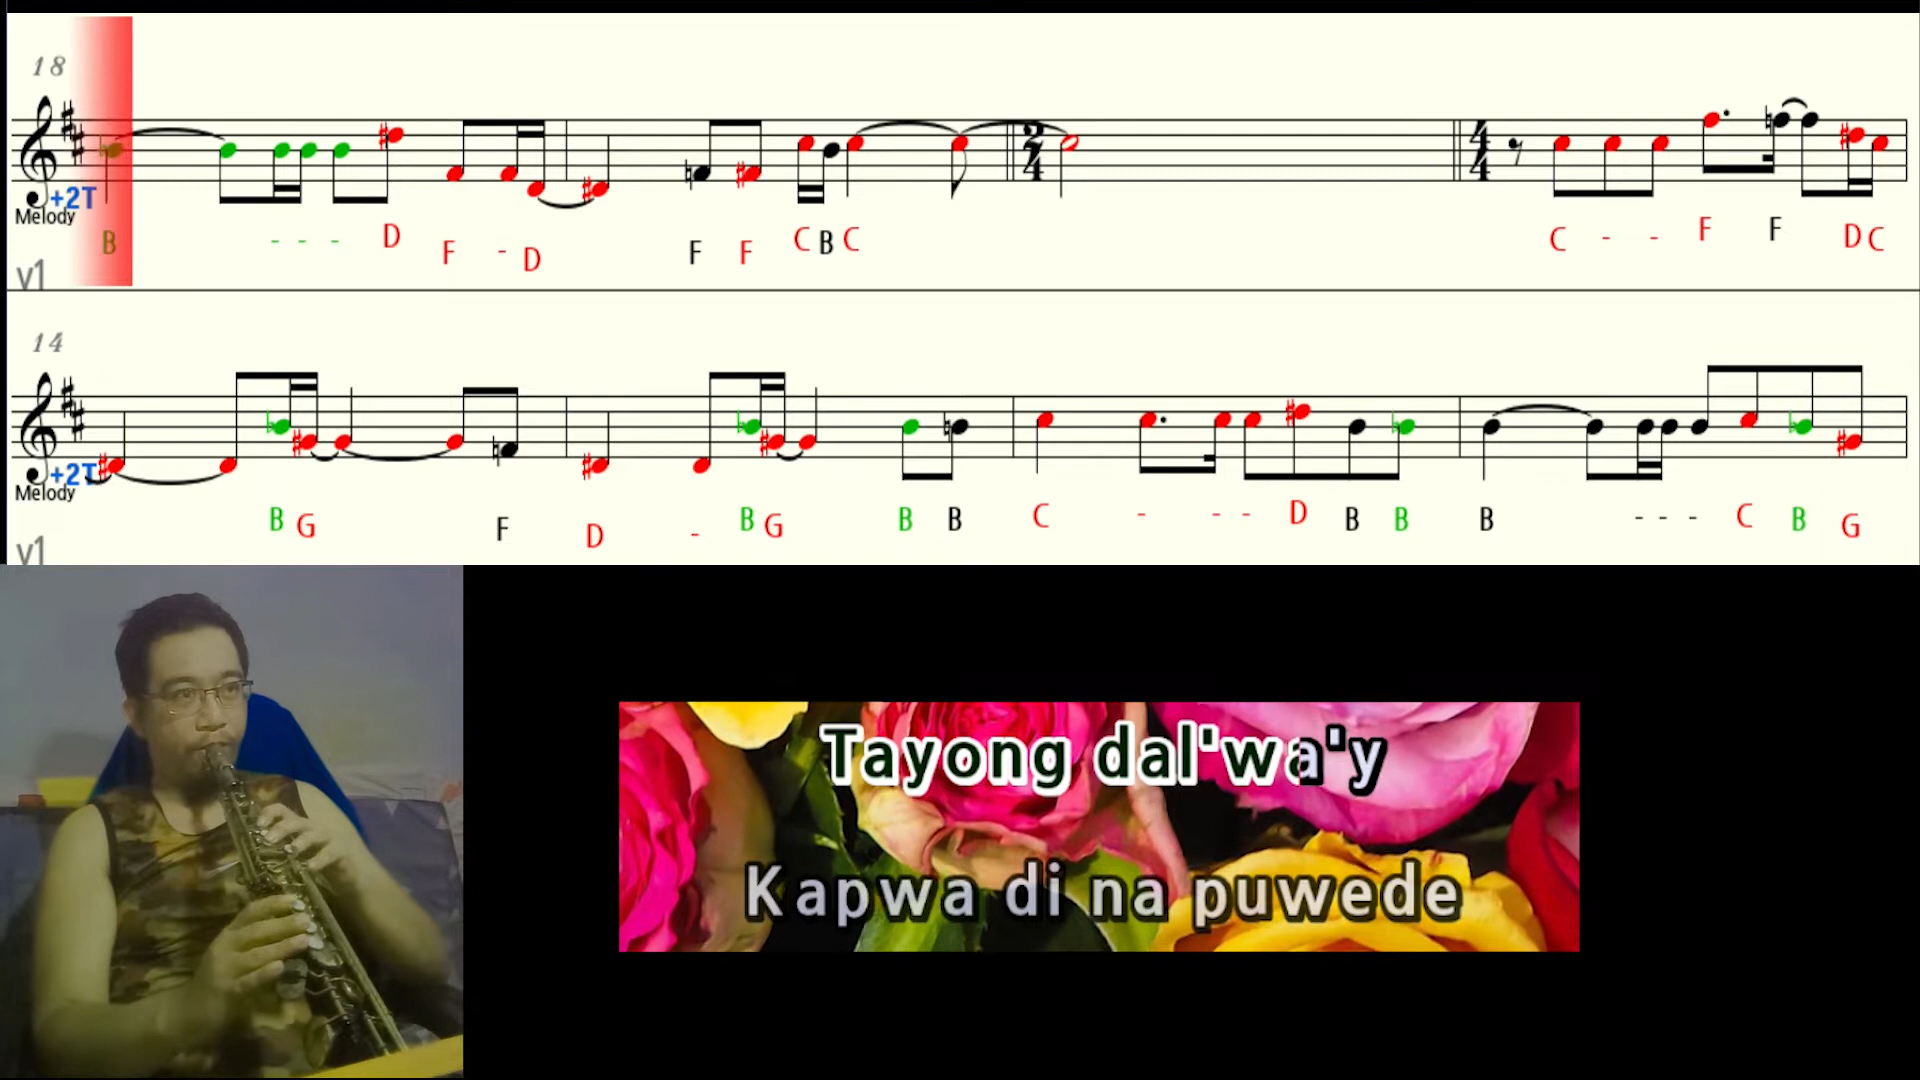 18
+2T
Melody
B - - - D F - D F F C B C C - - F F D C
v1
14
+2T
Melody
B G F D - B G B B C - - - D B B B - - - C B G
v1
Tayong dal'wa'y
Kapwa di na puwede